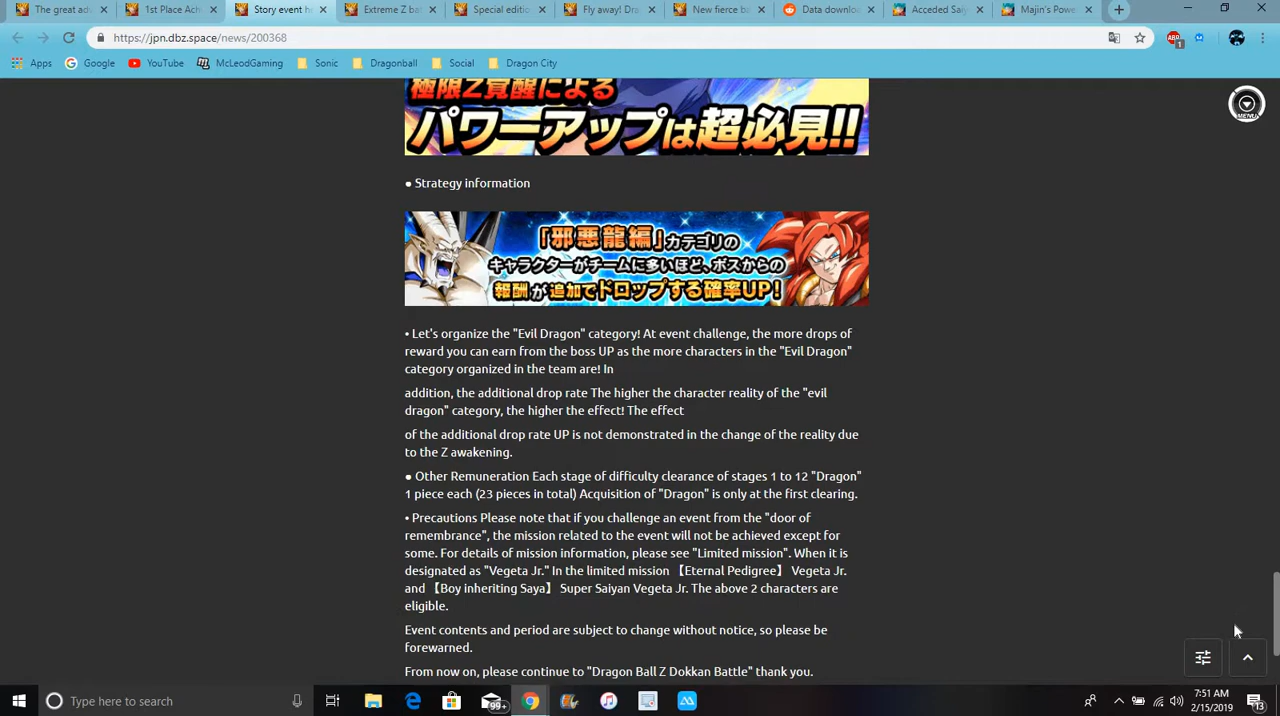 The great ad
1st Place Ach
Story event h
Extreme Z ba
Special edition
Fly away! Dra
New fierce ba
Data downloa
Acceded Saiy
Majin's Powe
https://jpn.dbz.space/news/200368
ABP
1
Apps
Google
YouTube
McLeodGaming
Sonic
Dragonball
Social
Dragon City
MENU
極限Z覚醒による
パワーアップは超必見!!
● Strategy information
「邪悪龍編」カテゴリの
キャラクターがチームに多いほど、ボスからの
報酬が追加でドロップする確率UP!
• Let's organize the "Evil Dragon" category! At event challenge, the more drops of
reward you can earn from the boss UP as the more characters in the "Evil Dragon"
category organized in the team are! In
addition, the additional drop rate The higher the character reality of the "evil
dragon" category, the higher the effect! The effect
of the additional drop rate UP is not demonstrated in the change of the reality due
to the Z awakening.
● Other Remuneration Each stage of difficulty clearance of stages 1 to 12 "Dragon"
1 piece each (23 pieces in total) Acquisition of "Dragon" is only at the first clearing.
• Precautions Please note that if you challenge an event from the "door of
remembrance", the mission related to the event will not be achieved except for
some. For details of mission information, please see "Limited mission". When it is
designated as "Vegeta Jr." In the limited mission 【Eternal Pedigree】 Vegeta Jr.
and 【Boy inheriting Saya】 Super Saiyan Vegeta Jr. The above 2 characters are
eligible.
Event contents and period are subject to change without notice, so please be
forewarned.
From now on, please continue to "Dragon Ball Z Dokkan Battle" thank you.
Type here to search
99+
7:51 AM
2/15/2019
13